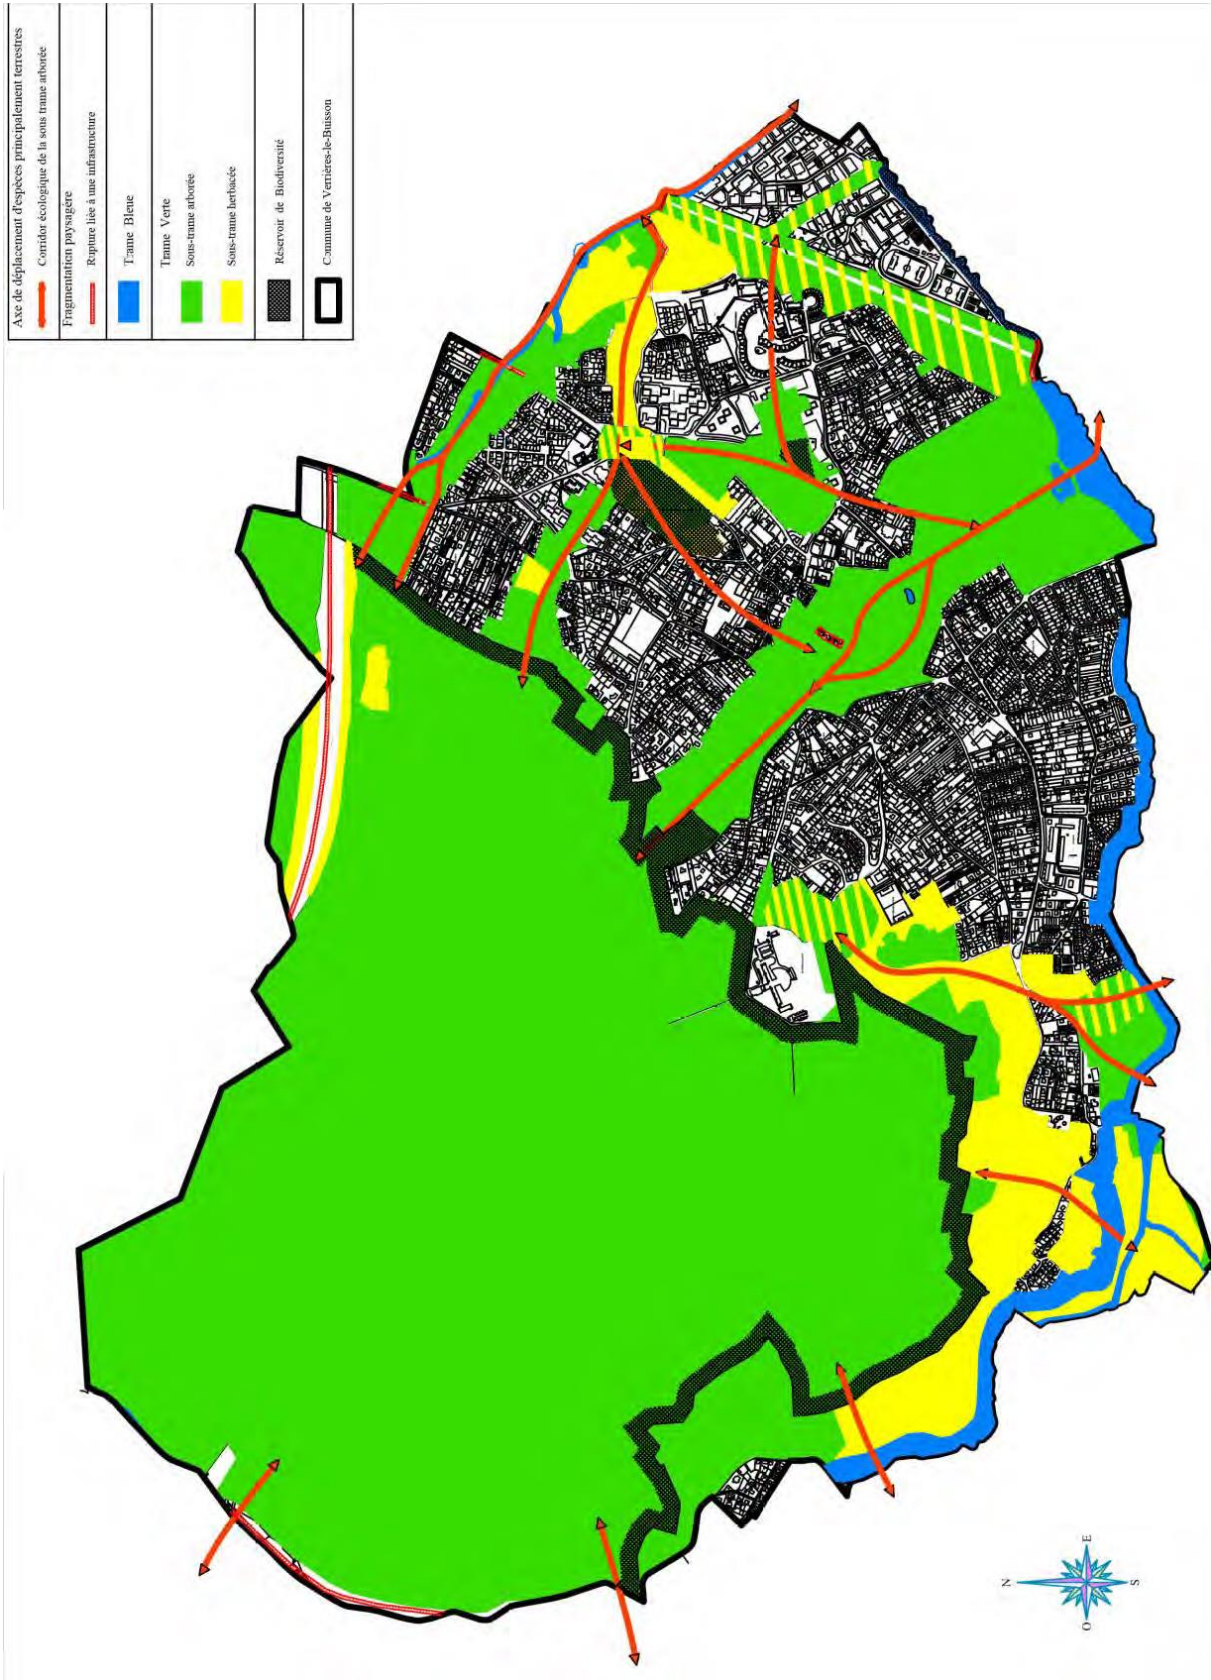 Axe de déplacement d'espèces principalement terrestres
Corridor écologique de la sous trame arborée
Fragmentation paysagère
Rupture liée à une infrastructure
Trame Bleue
Trame Verte
Sous-trame arborée
Sous-trame herbacée
Réservoir de Biodiversité
Commune de Verrières-le-Buisson
N
O
E
S